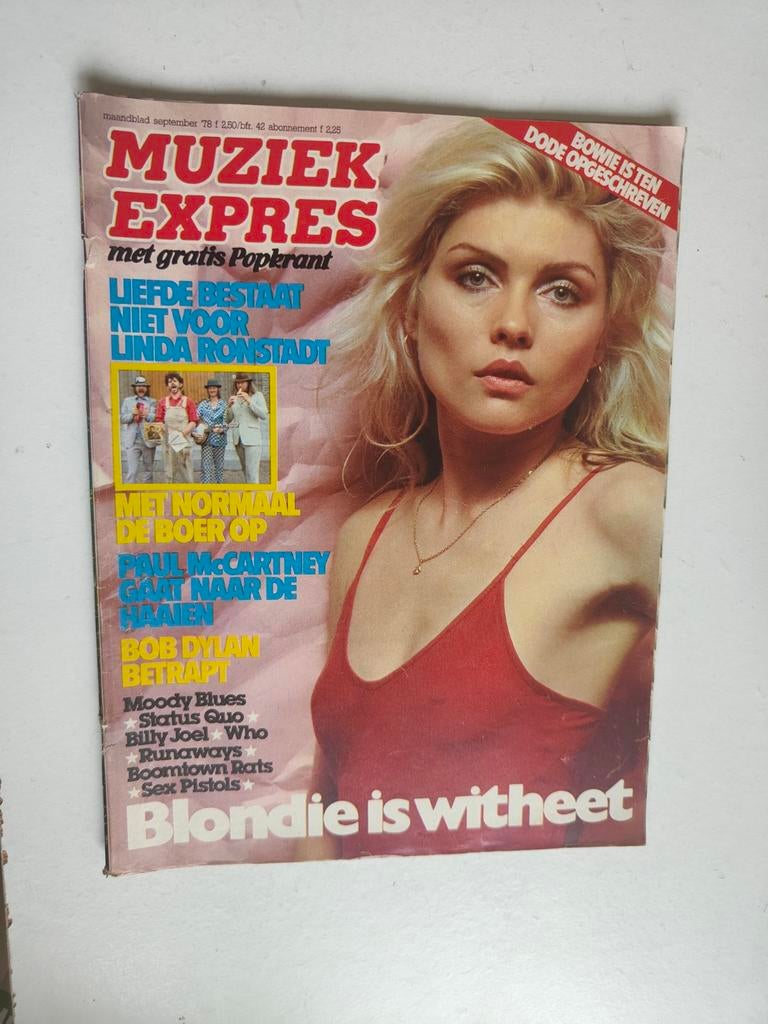 maandblad september '78 f 2,50/bfr. 42 abonnement f 2,25
MUZIEK
EXPRES
met gratis Popkrant
BOWIE IS TEN
DODE OPGESCHREVEN
LIEFDE BESTAAT
NIET VOOR
LINDA RONSTADT
MET NORMAAL
DE BOER OP
PAUL McCARTNEY
GAAT NAAR DE
HAAIEN
BOB DYLAN
BETRAPT
Moody Blues
★ Status Quo ★
Billy Joel ★ Who
★ Runaways ★
Boomtown Rats
★ Sex Pistols ★
Blondie is witheet